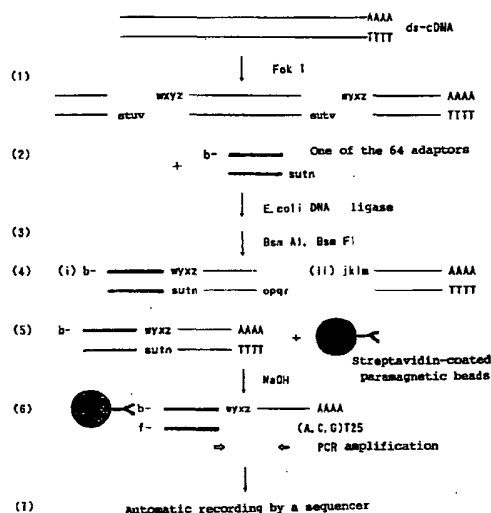 AAAA
ds-cDNA
TTTT
Fok I
(1)
wxyz wyxz AAAA
stuv sutv TTTT
(2) + b- One of the 64 adaptors
sutn
E.coli DNA ligase
(3)
Bsm AI, Bsm FI
(4) (i) b- wyxz (ii) jklm AAAA
sutn opqr TTTT
(5) b- wyxz AAAA +
sutn TTTT
Streptavidin-coated
paramagnetic beads
NaOH
(6) b- wyxz AAAA
f- (A,C,G)T25
PCR amplification
(7) Automatic recording by a sequencer